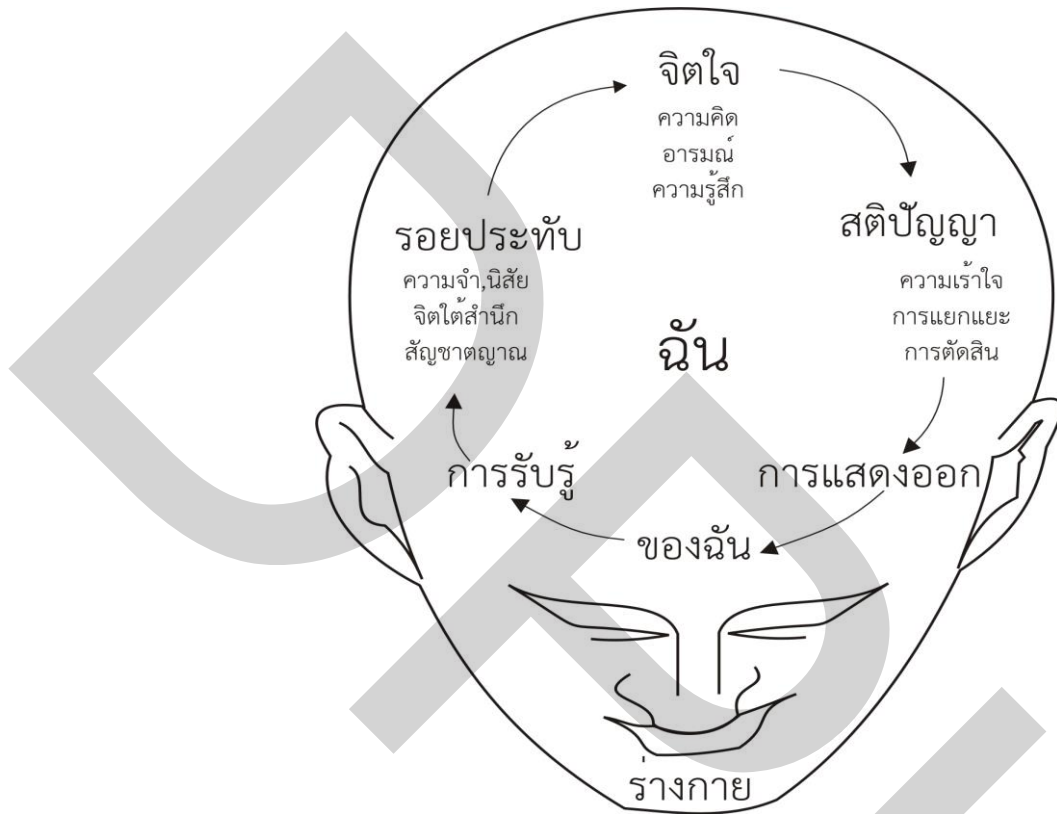 จิตใจ
ความคิด
อารมณ์
ความรู้สึก
รอยประทับ
ความจำ,นิสัย
จิตใต้สำนึก
สัญชาตญาณ
สติปัญญา
ความเร้าใจ
การแยกแยะ
การตัดสิน
ฉัน
การรับรู้
การแสดงออก
ของฉัน
ร่างกาย